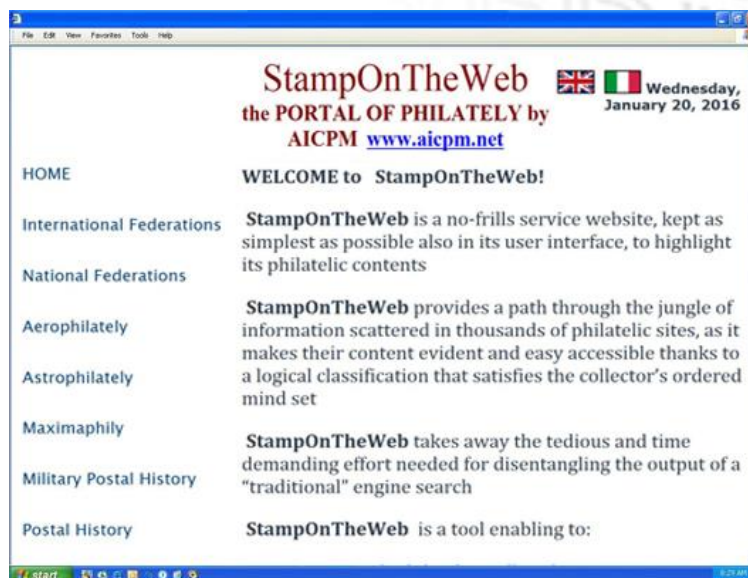 File Edit View Favorites Tools Help
StampOnTheWeb
the PORTAL OF PHILATELY by
AICPM www.aicpm.net
Wednesday,
January 20, 2016
HOME
International Federations
National Federations
Aerophilately
Astrophilately
Maximaphily
Military Postal History
Postal History
WELCOME to StampOnTheWeb!
StampOnTheWeb is a no-frills service website, kept as
simplest as possible also in its user interface, to highlight
its philatelic contents
StampOnTheWeb provides a path through the jungle of
information scattered in thousands of philatelic sites, as it
makes their content evident and easy accessible thanks to
a logical classification that satisfies the collector's ordered
mind set
StampOnTheWeb takes away the tedious and time
demanding effort needed for disentangling the output of a
“traditional” engine search
StampOnTheWeb is a tool enabling to:
start
8:29 AM